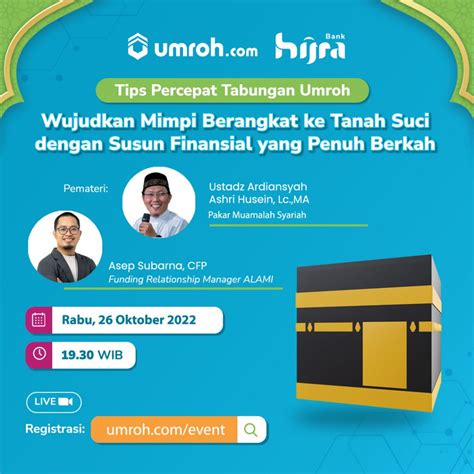 umroh.com
Bank
hijra
Tips Percepat Tabungan Umroh
Wujudkan Mimpi Berangkat ke Tanah Suci
dengan Susun Finansial yang Penuh Berkah
Pemateri:
Ustadz Ardiansyah
Ashri Husein, Lc.,MA
Pakar Muamalah Syariah
Asep Subarna, CFP
Funding Relationship Manager ALAMI
Rabu, 26 Oktober 2022
19.30 WIB
LIVE
Registrasi:
umroh.com/event